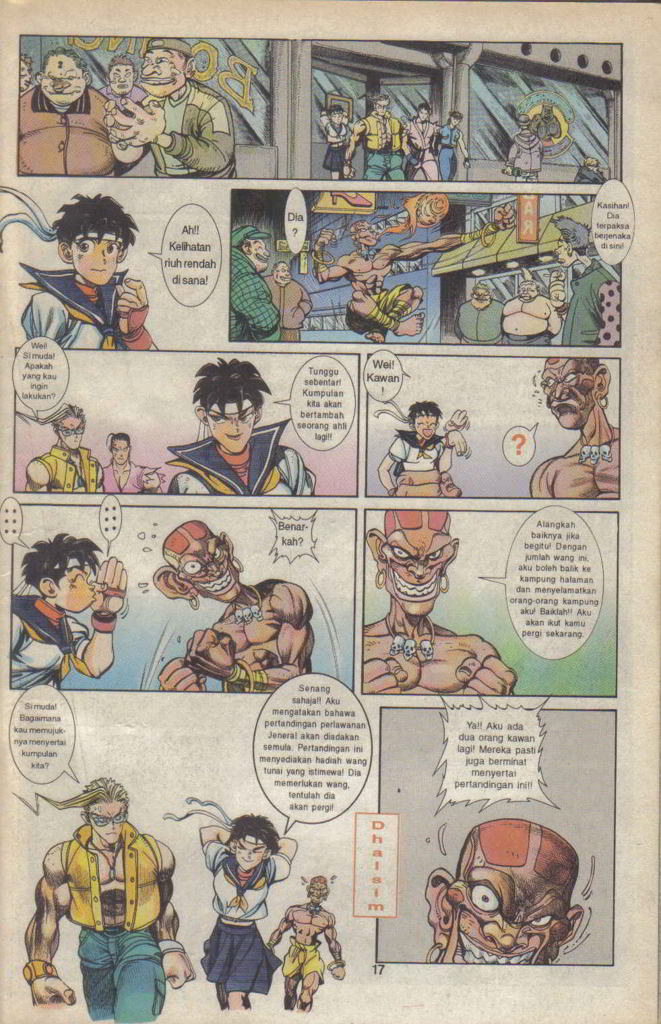 BOXING
Ah!!
Kelihatan
riuh rendah
di sana!
Dia
?
Kasihan!
Dia
terpaksa
berjenaka
di sini!
Wei!
Si muda!
Apakah
yang kau
ingin
lakukan?
Tunggu
sebentar!
Kumpulan
kita akan
bertambah
seorang ahli
lagi!!
Wei!
Kawan
!
?
Benar-
kah?
Alangkah
baiknya jika
begitu! Dengan
jumlah wang ini,
aku boleh balik ke
kampung halaman
dan menyelamatkan
orang-orang kampung
aku! Baiklah!! Aku
akan ikut kamu
pergi sekarang.
Si muda!
Bagaimana
kau memujuk-
nya menyertai
kumpulan
kita?
Senang
sahaja!! Aku
mengatakan bahawa
pertandingan perlawanan
Jeneral akan diadakan
semula. Pertandingan ini
menyediakan hadiah wang
tunai yang istimewa! Dia
memerlukan wang,
tentulah dia
akan pergi!
Ya!! Aku ada
dua orang kawan
lagi! Mereka pasti
juga berminat
menyertai
pertandingan ini!!
Dhalsim
17